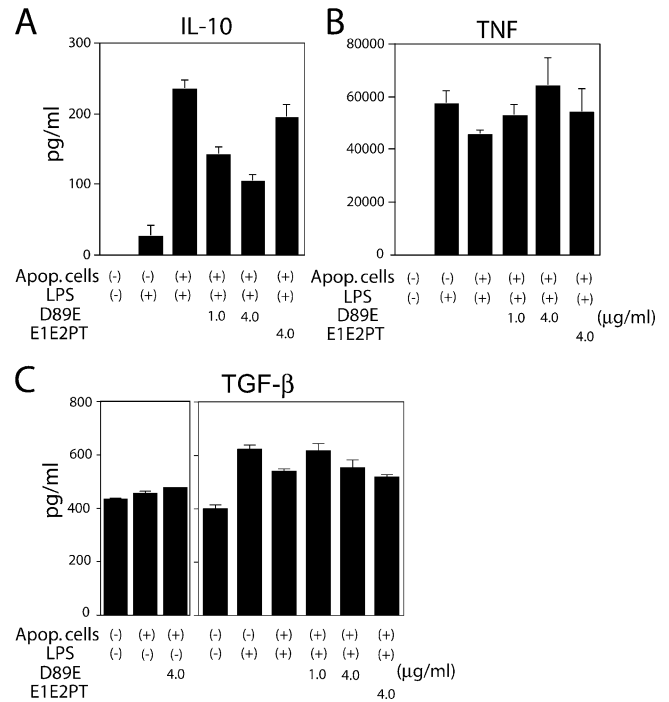 A
IL-10
pg/ml
300
200
100
0
Apop.cells (-) (-) (+) (+) (+) (+)
LPS (-) (+) (+) (+) (+) (+)
D89E 1.0 4.0
E1E2PT 4.0
B
TNF
80000
60000
40000
20000
0
Apop.cells (-) (-) (+) (+) (+) (+)
LPS (-) (+) (+) (+) (+) (+)
D89E 1.0 4.0 (μg/ml)
E1E2PT 4.0
C
TGF-β
pg/ml
800
600
400
200
0
Apop.cells (-) (+) (+) (-) (-) (+) (+) (+) (+)
LPS (-) (-) (-) (-) (+) (+) (+) (+) (+)
D89E 4.0 1.0 4.0 (μg/ml)
E1E2PT 4.0